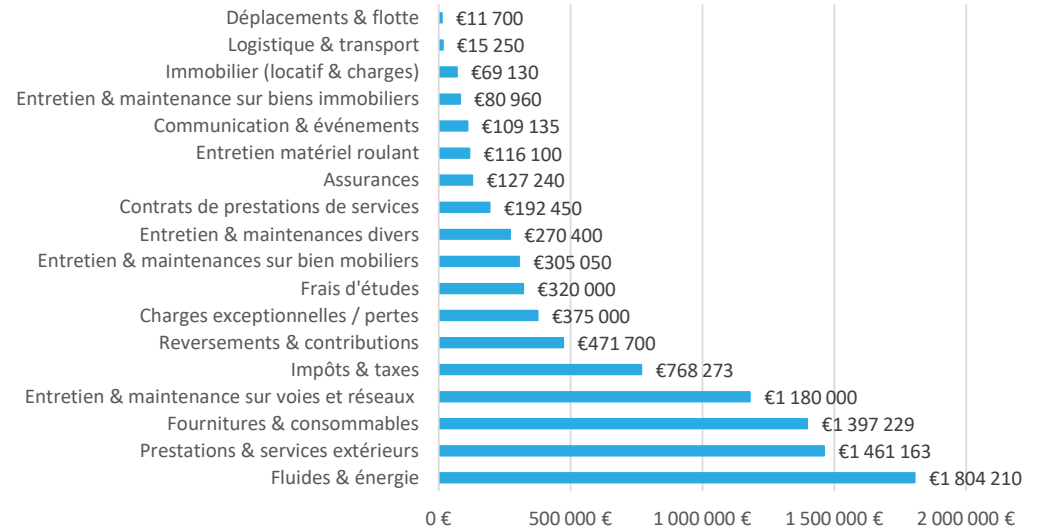 Déplacements & flotte €11 700
Logistique & transport €15 250
Immobilier (locatif & charges) €69 130
Entretien & maintenance sur biens immobiliers €80 960
Communication & événements €109 135
Entretien matériel roulant €116 100
Assurances €127 240
Contrats de prestations de services €192 450
Entretien & maintenances divers €270 400
Entretien & maintenances sur bien mobiliers €305 050
Frais d'études €320 000
Charges exceptionnelles / pertes €375 000
Reversements & contributions €471 700
Impôts & taxes €768 273
Entretien & maintenance sur voies et réseaux €1 180 000
Fournitures & consommables €1 397 229
Prestations & services extérieurs €1 461 163
Fluides & énergie €1 804 210
0 € 500 000 € 1 000 000 € 1 500 000 € 2 000 000 €